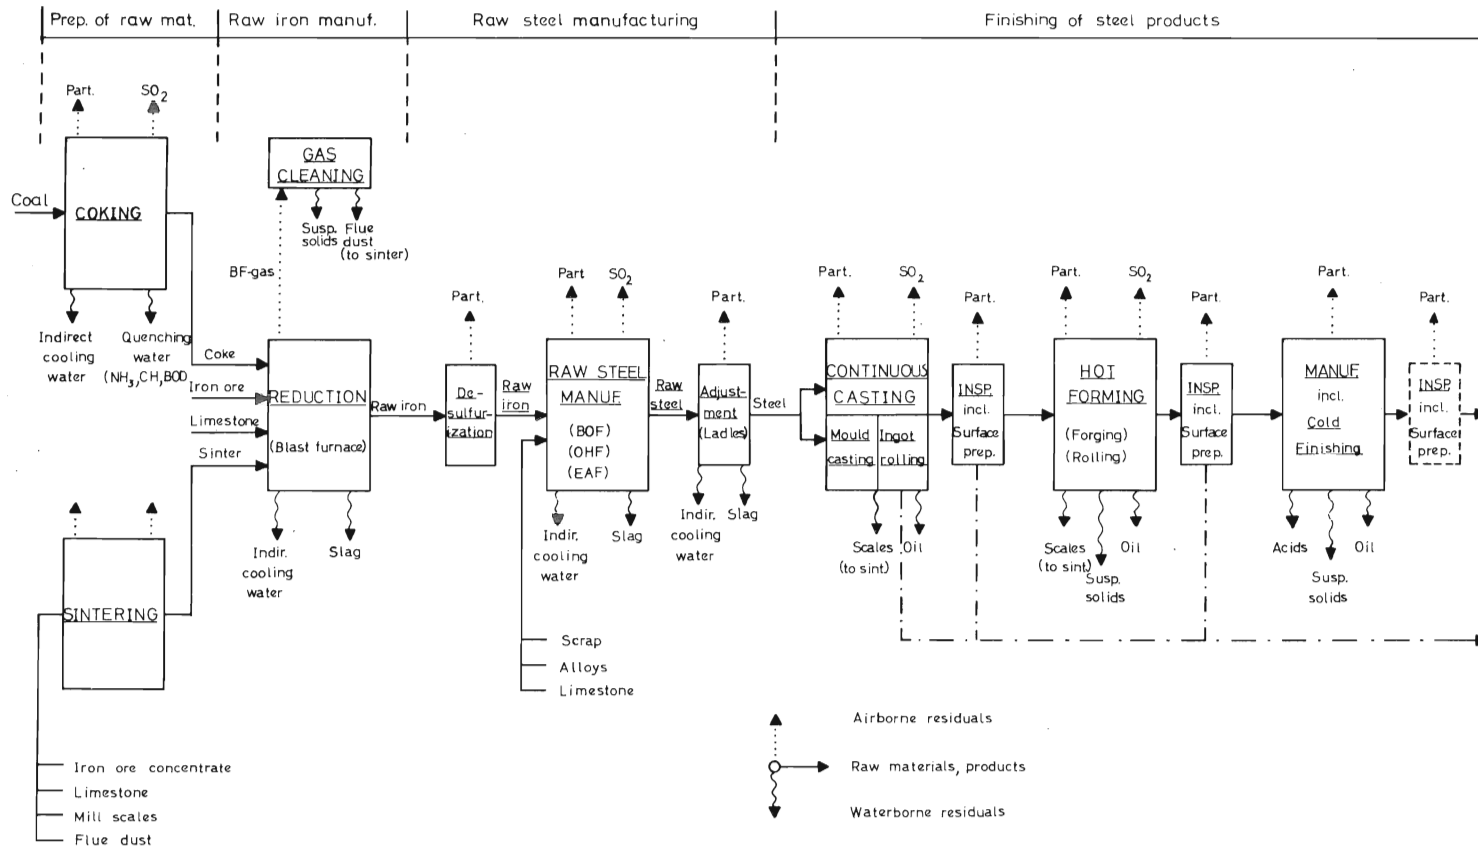 Prep. of raw mat.
Raw iron manuf.
Raw steel manufacturing
Finishing of steel products
Part.
SO2
Coal
COKING
Indirect
cooling
water
Quenching
water
(NH3,CH,BOD
GAS
CLEANING
Susp.
solids
Flue
dust
(to sinter)
BF-gas
Coke
Iron ore
Limestone
Sinter
REDUCTION
(Blast furnace)
Raw iron
Indir.
cooling
water
Slag
SINTERING
Iron ore concentrate
Limestone
Mill scales
Flue dust
Part.
De-
sulfur-
ization
Raw
iron
Part
SO2
RAW STEEL
MANUF
(BOF)
(OHF)
(EAF)
Indir.
cooling
water
Slag
Scrap
Alloys
Limestone
Raw
steel
Part.
Adjust-
ment
(Ladles)
Indir.
cooling
water
Slag
Steel
Part.
SO2
CONTINUOUS
CASTING
Mould
casting
Ingot
rolling
Scales
(to sint)
Oil
Part.
INSP.
incl.
Surface
prep.
Part.
SO2
HOT
FORMING
(Forging)
(Rolling)
Scales
(to sint)
Susp.
solids
Oil
Part.
INSP.
incl.
Surface
prep.
Part.
MANUF.
incl.
Cold
Finishing
Acids
Susp.
solids
Oil
Part.
INSP.
incl.
Surface
prep.
Airborne residuals
Raw materials, products
Waterborne residuals